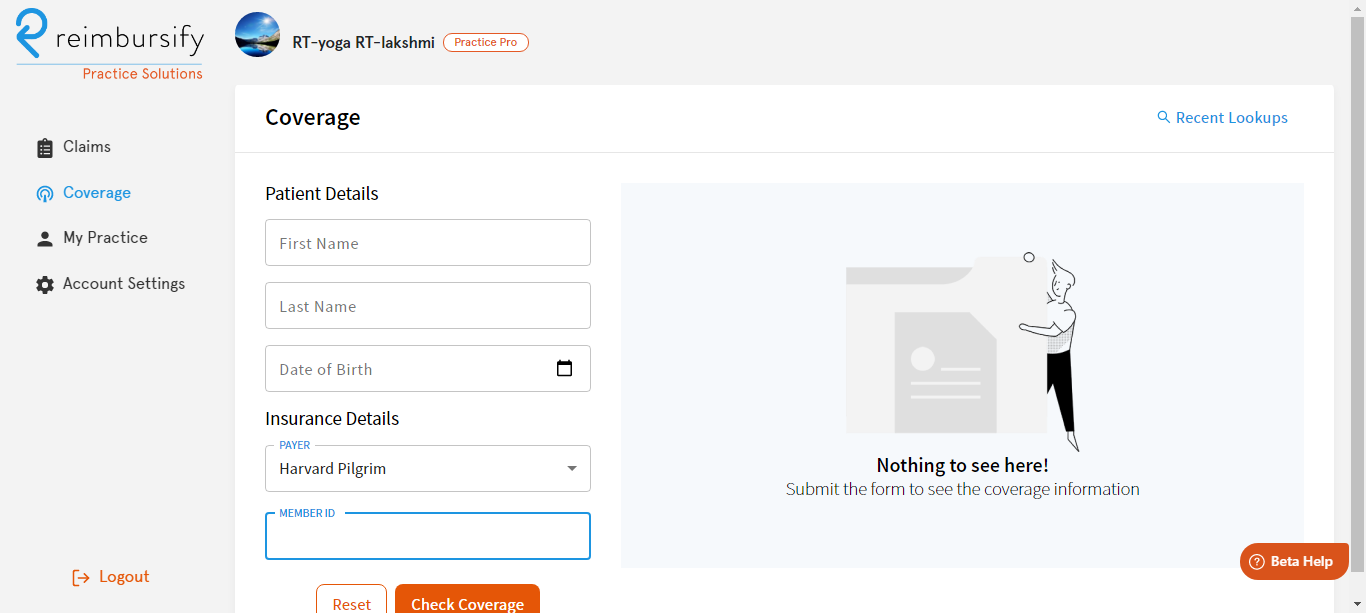 reimbursify
Practice Solutions
RT-yoga RT-lakshmi
Practice Pro
Claims
Coverage
My Practice
Account Settings
Logout
Coverage
Recent Lookups
Patient Details
First Name
Last Name
Date of Birth
Insurance Details
PAYER
Harvard Pilgrim
MEMBER ID
Reset
Check Coverage
Nothing to see here!
Submit the form to see the coverage information
Beta Help